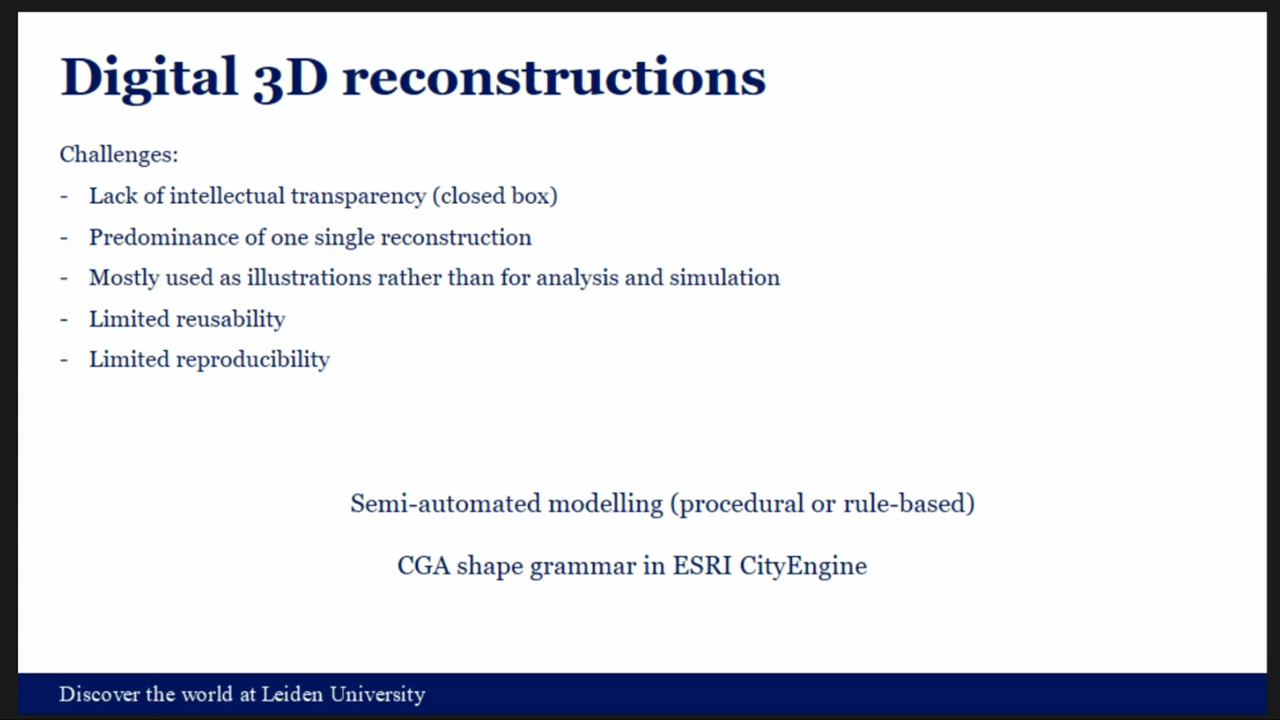 Digital 3D reconstructions
Challenges:
- Lack of intellectual transparency (closed box)
- Predominance of one single reconstruction
- Mostly used as illustrations rather than for analysis and simulation
- Limited reusability
- Limited reproducibility
Semi-automated modelling (procedural or rule-based)
CGA shape grammar in ESRI CityEngine
Discover the world at Leiden University